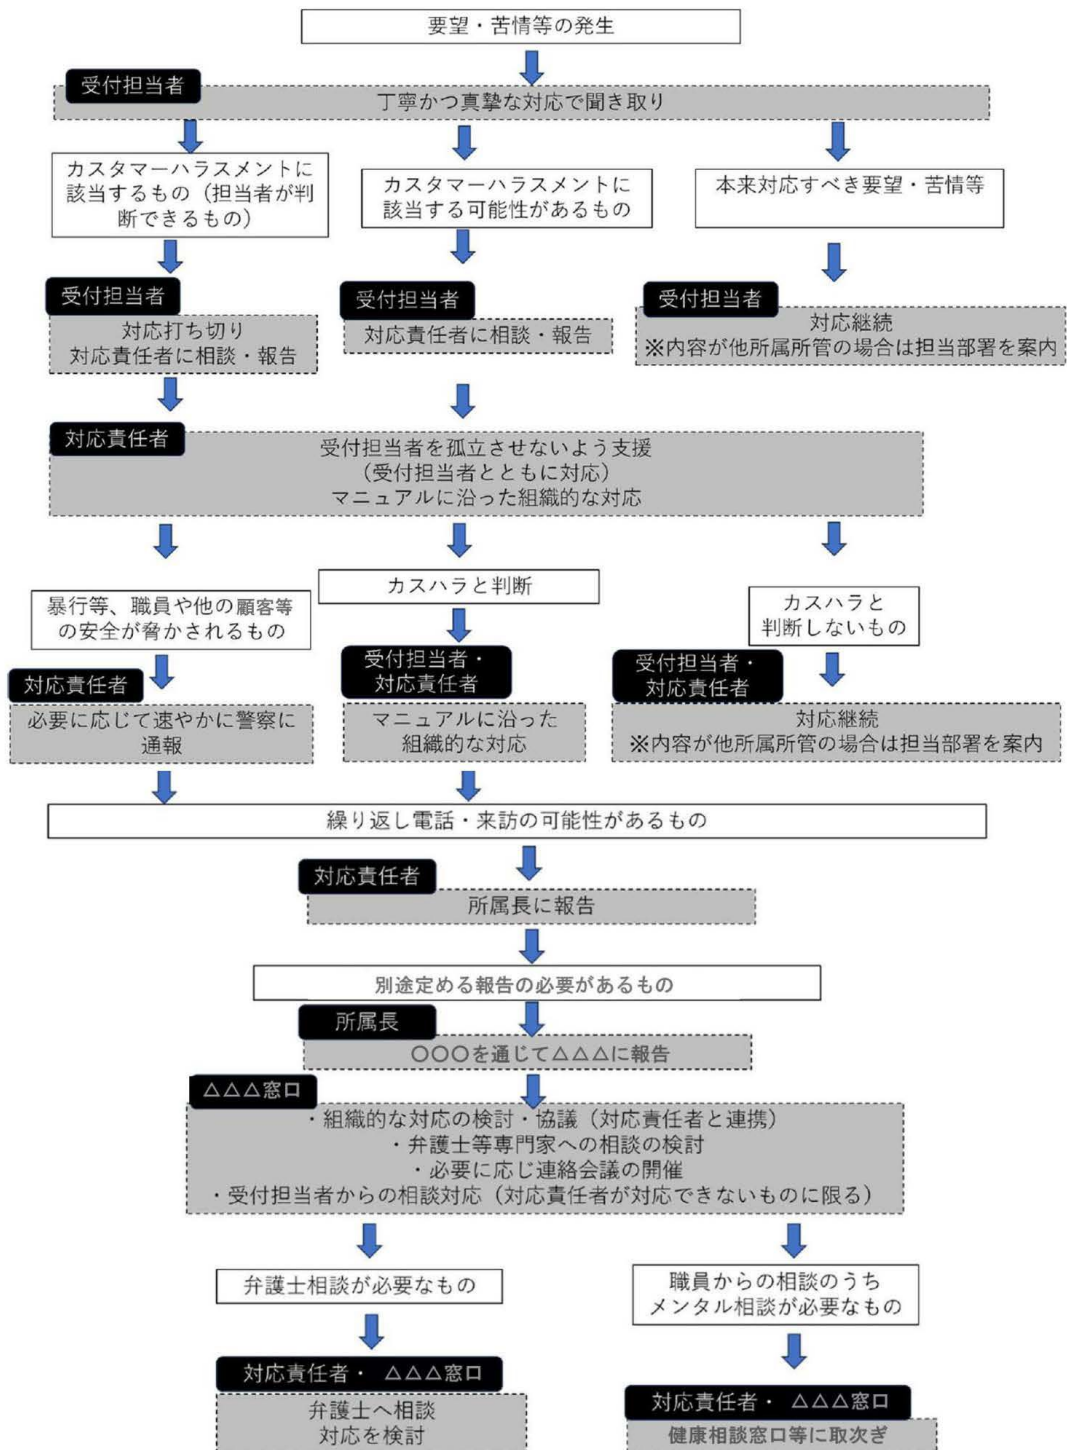 要望・苦情等の発生
受付担当者
丁寧かつ真摯な対応で聞き取り
カスタマーハラスメントに
該当するもの（担当者が判
断できるもの）
カスタマーハラスメントに
該当する可能性があるもの
本来対応すべき要望・苦情等
受付担当者
対応打ち切り
対応責任者に相談・報告
受付担当者
対応責任者に相談・報告
受付担当者
対応継続
※内容が他所属所管の場合は担当部署を案内
対応責任者
受付担当者を孤立させないよう支援
（受付担当者とともに対応）
マニュアルに沿った組織的な対応
暴行等、職員や他の顧客等
の安全が脅かされるもの
カスハラと判断
カスハラと
判断しないもの
対応責任者
必要に応じて速やかに警察に
通報
受付担当者・
対応責任者
マニュアルに沿った
組織的な対応
受付担当者・
対応責任者
対応継続
※内容が他所属所管の場合は担当部署を案内
繰り返し電話・来訪の可能性があるもの
対応責任者
所属長に報告
別途定める報告の必要があるもの
所属長
〇〇〇を通じて△△△に報告
△△△窓口
・組織的な対応の検討・協議（対応責任者と連携）
・弁護士等専門家への相談の検討
・必要に応じ連絡会議の開催
・受付担当者からの相談対応（対応責任者が対応できないものに限る）
弁護士相談が必要なもの
職員からの相談のうち
メンタル相談が必要なもの
対応責任者・ △△△窓口
弁護士へ相談
対応を検討
対応責任者・ △△△窓口
健康相談窓口等に取次ぎ